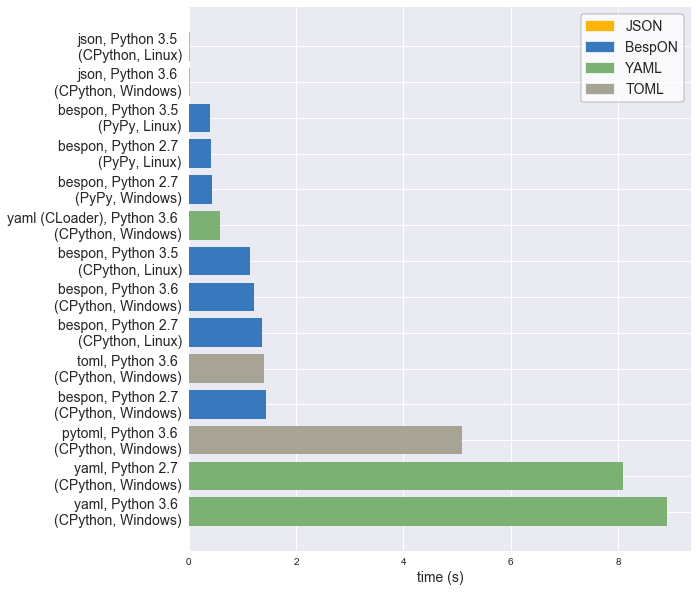 json, Python 3.5
(CPython, Linux)
json, Python 3.6
(CPython, Windows)
bespon, Python 3.5
(PyPy, Linux)
bespon, Python 2.7
(PyPy, Linux)
bespon, Python 2.7
(PyPy, Windows)
yaml (CLoader), Python 3.6
(CPython, Windows)
bespon, Python 3.5
(CPython, Linux)
bespon, Python 3.6
(CPython, Windows)
bespon, Python 2.7
(CPython, Linux)
toml, Python 3.6
(CPython, Windows)
bespon, Python 2.7
(CPython, Windows)
pytoml, Python 3.6
(CPython, Windows)
yaml, Python 2.7
(CPython, Windows)
yaml, Python 3.6
(CPython, Windows)
JSON
BespON
YAML
TOML
0 2 4 6 8
time (s)